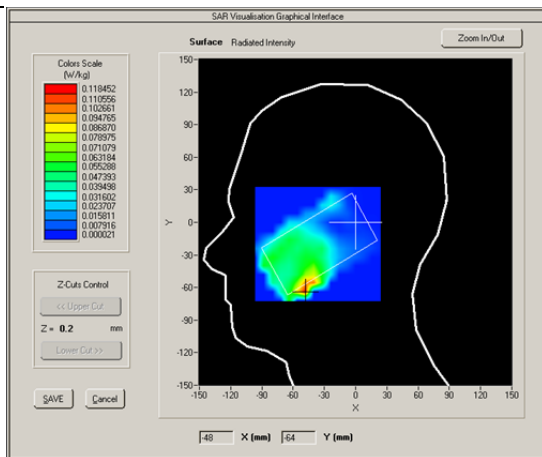 SAR Visualisation Graphical Interface
Surface Radiated Intensity
Zoom In/Out
Colors Scale
(W/kg)
0.118452
0.110556
0.102661
0.094765
0.086870
0.078975
0.071079
0.063184
0.055288
0.047393
0.039498
0.031602
0.023707
0.015811
0.007916
0.000021
Z-Cuts Control
<< Upper Cut
Z = 0.2 mm
Lower Cut >>
SAVE Cancel
150-
120-
90-
60-
30-
0-
-30-
-60-
-90-
-120-
-150-
Y
-150 -120 -90 -60 -30 0 30 60 90 120 150
X
-48 X (mm) -64 Y (mm)